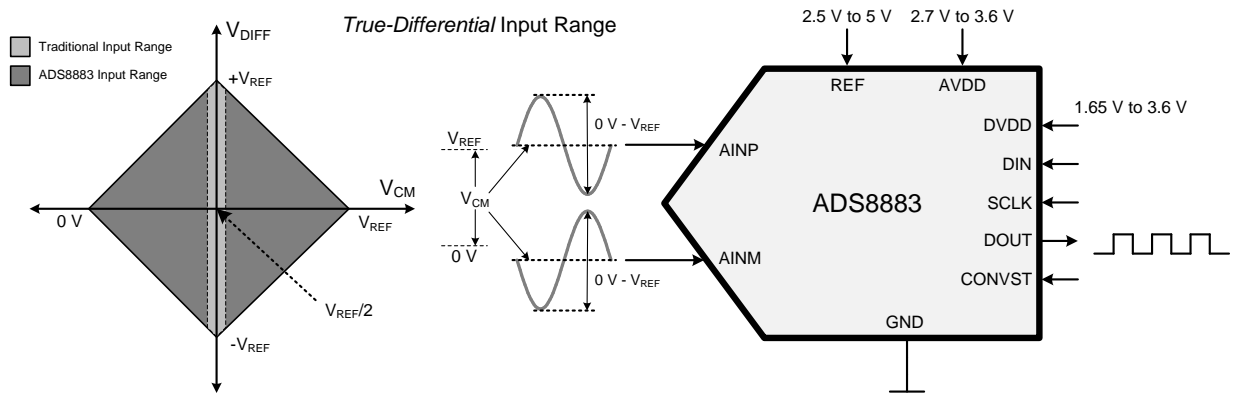 True-Differential Input Range
VDIFF
Traditional Input Range
ADS8883 Input Range
+VREF
VCM
0 V
VREF
VREF/2
-VREF
VREF
VCM
0 V
0 V - VREF
0 V - VREF
2.5 V to 5 V
2.7 V to 3.6 V
REF
AVDD
1.65 V to 3.6 V
AINP
AINM
ADS8883
DVDD
DIN
SCLK
DOUT
CONVST
GND